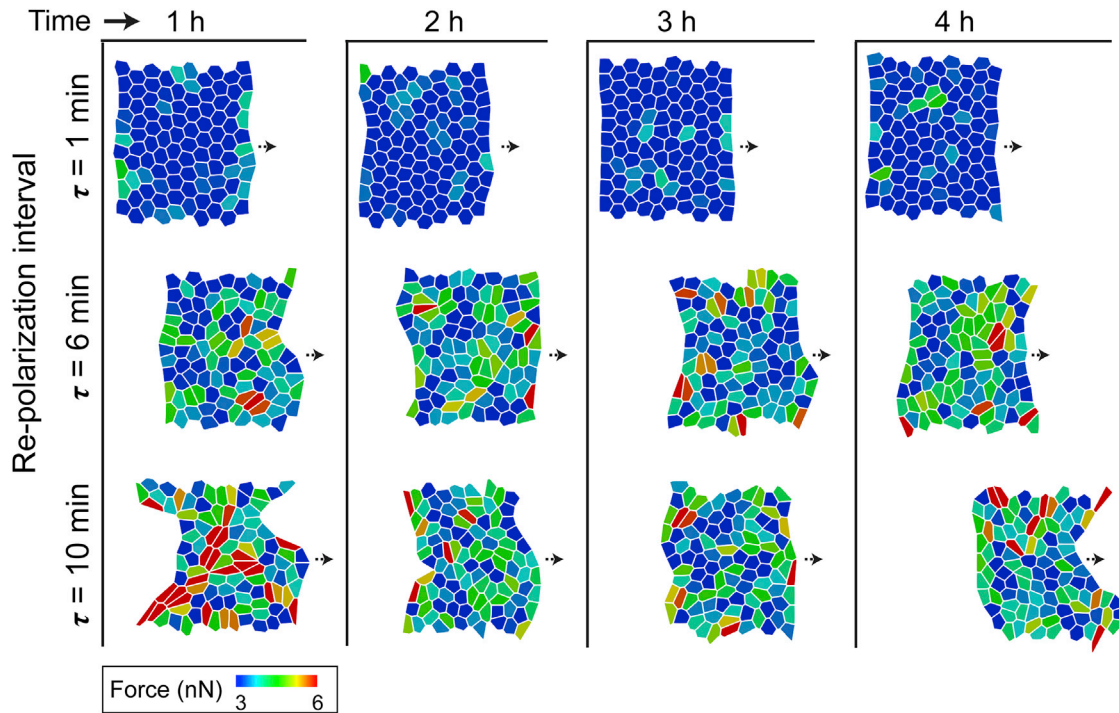 Time 1 h 2 h 3 h 4 h
Re-polarization interval
τ = 1 min
τ = 6 min
τ = 10 min
Force (nN)
3 6